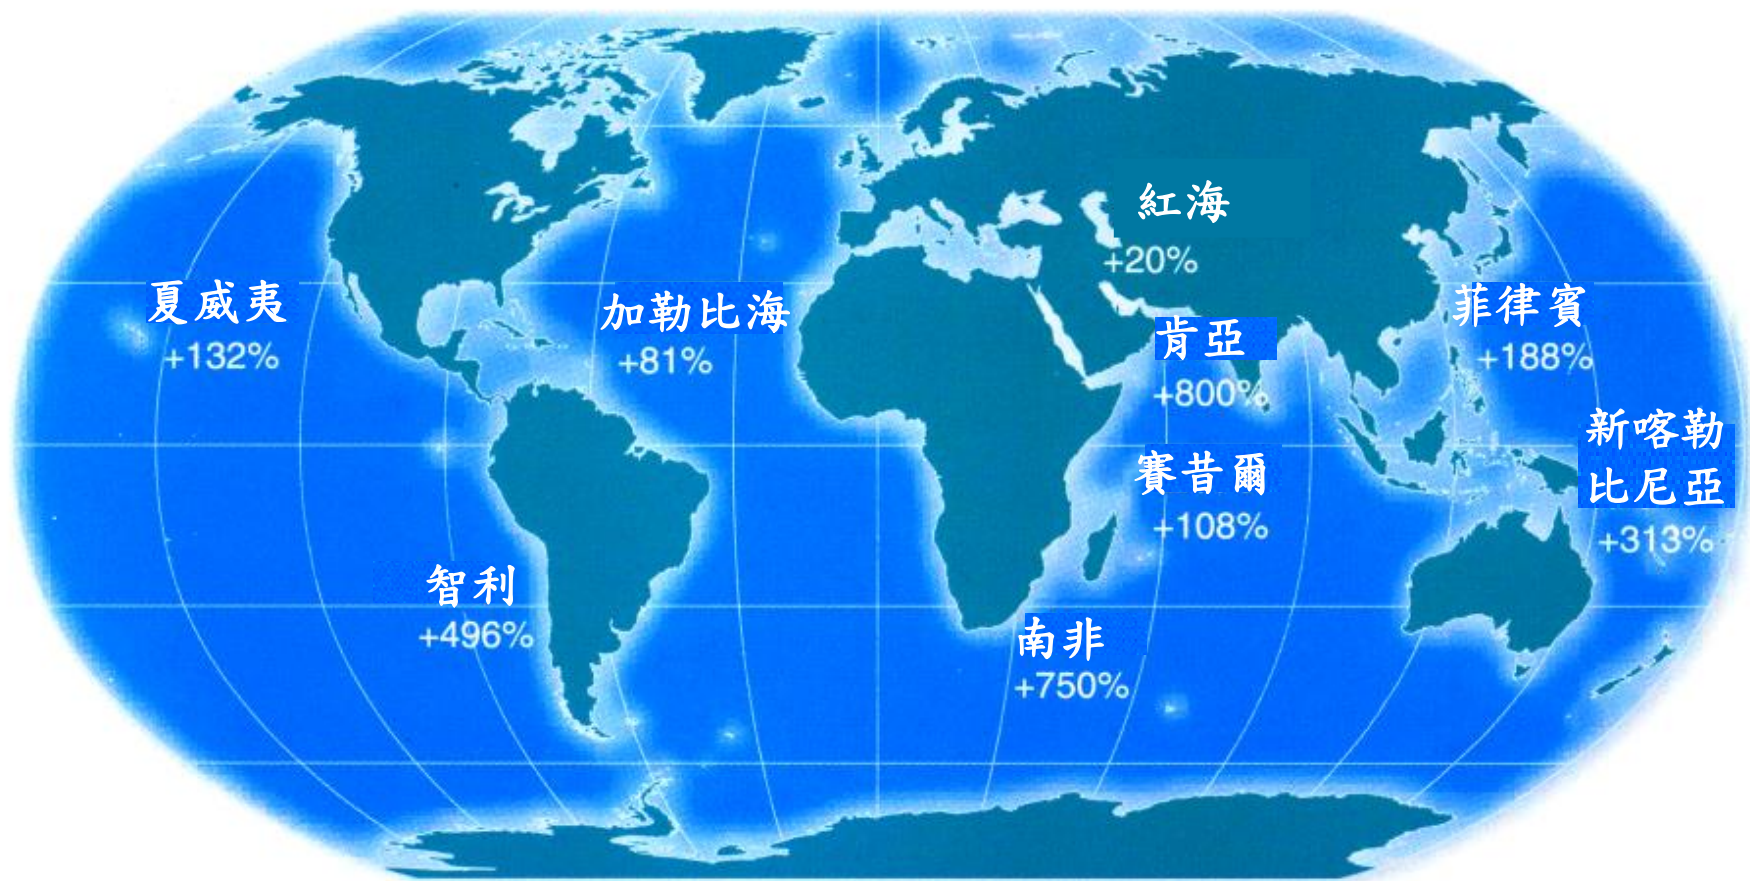 紅海
+20%
夏威夷
+132%
加勒比海
+81%
肯亞
+800%
菲律賓
+188%
新喀勒
比尼亞
+313%
賽昔爾
+108%
智利
+496%
南非
+750%